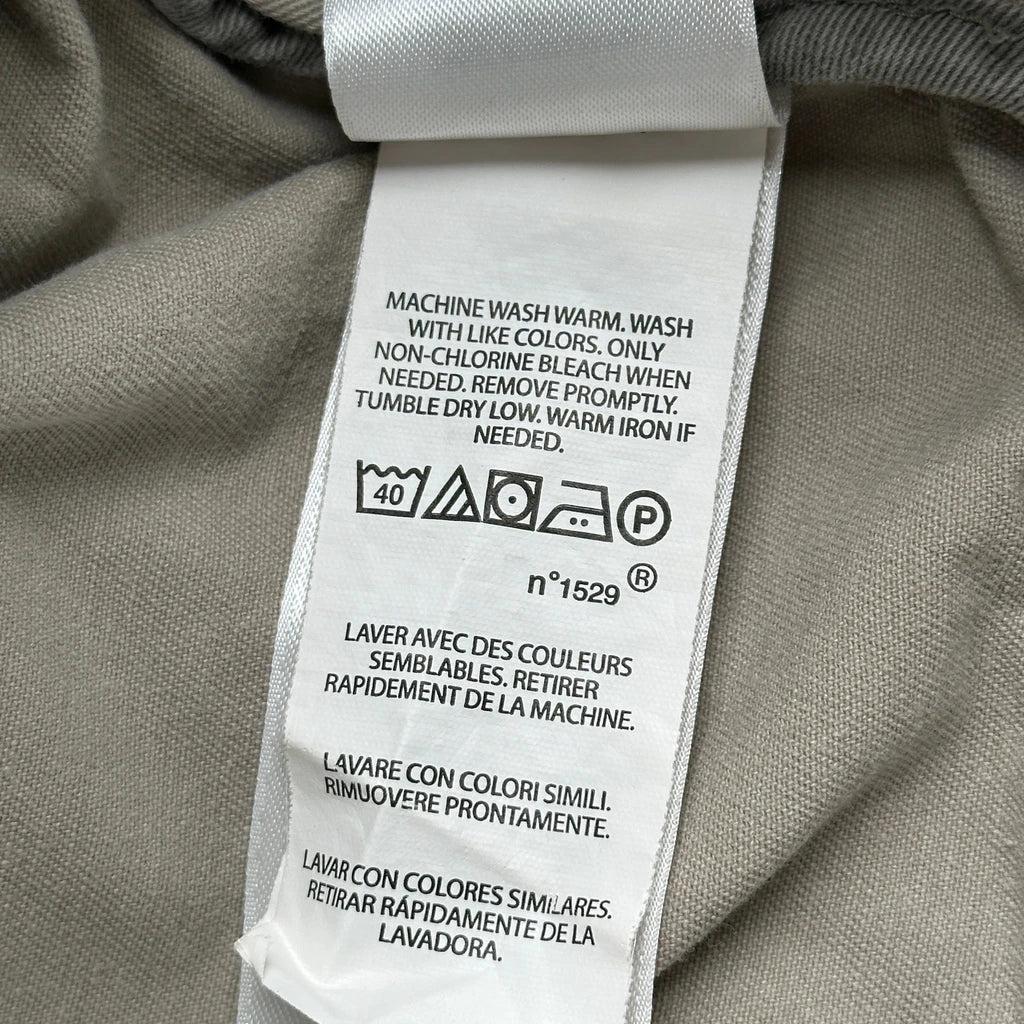 MACHINE WASH WARM. WASH
WITH LIKE COLORS. ONLY
NON-CHLORINE BLEACH WHEN
NEEDED. REMOVE PROMPTLY.
TUMBLE DRY LOW. WARM IRON IF
NEEDED.
40 P
n°1529 ®
LAVER AVEC DES COULEURS
SEMBLABLES. RETIRER
RAPIDEMENT DE LA MACHINE.
LAVARE CON COLORI SIMILI.
RIMUOVERE PRONTAMENTE.
LAVAR CON COLORES SIMILARES.
RETIRAR RÁPIDAMENTE DE LA
LAVADORA.